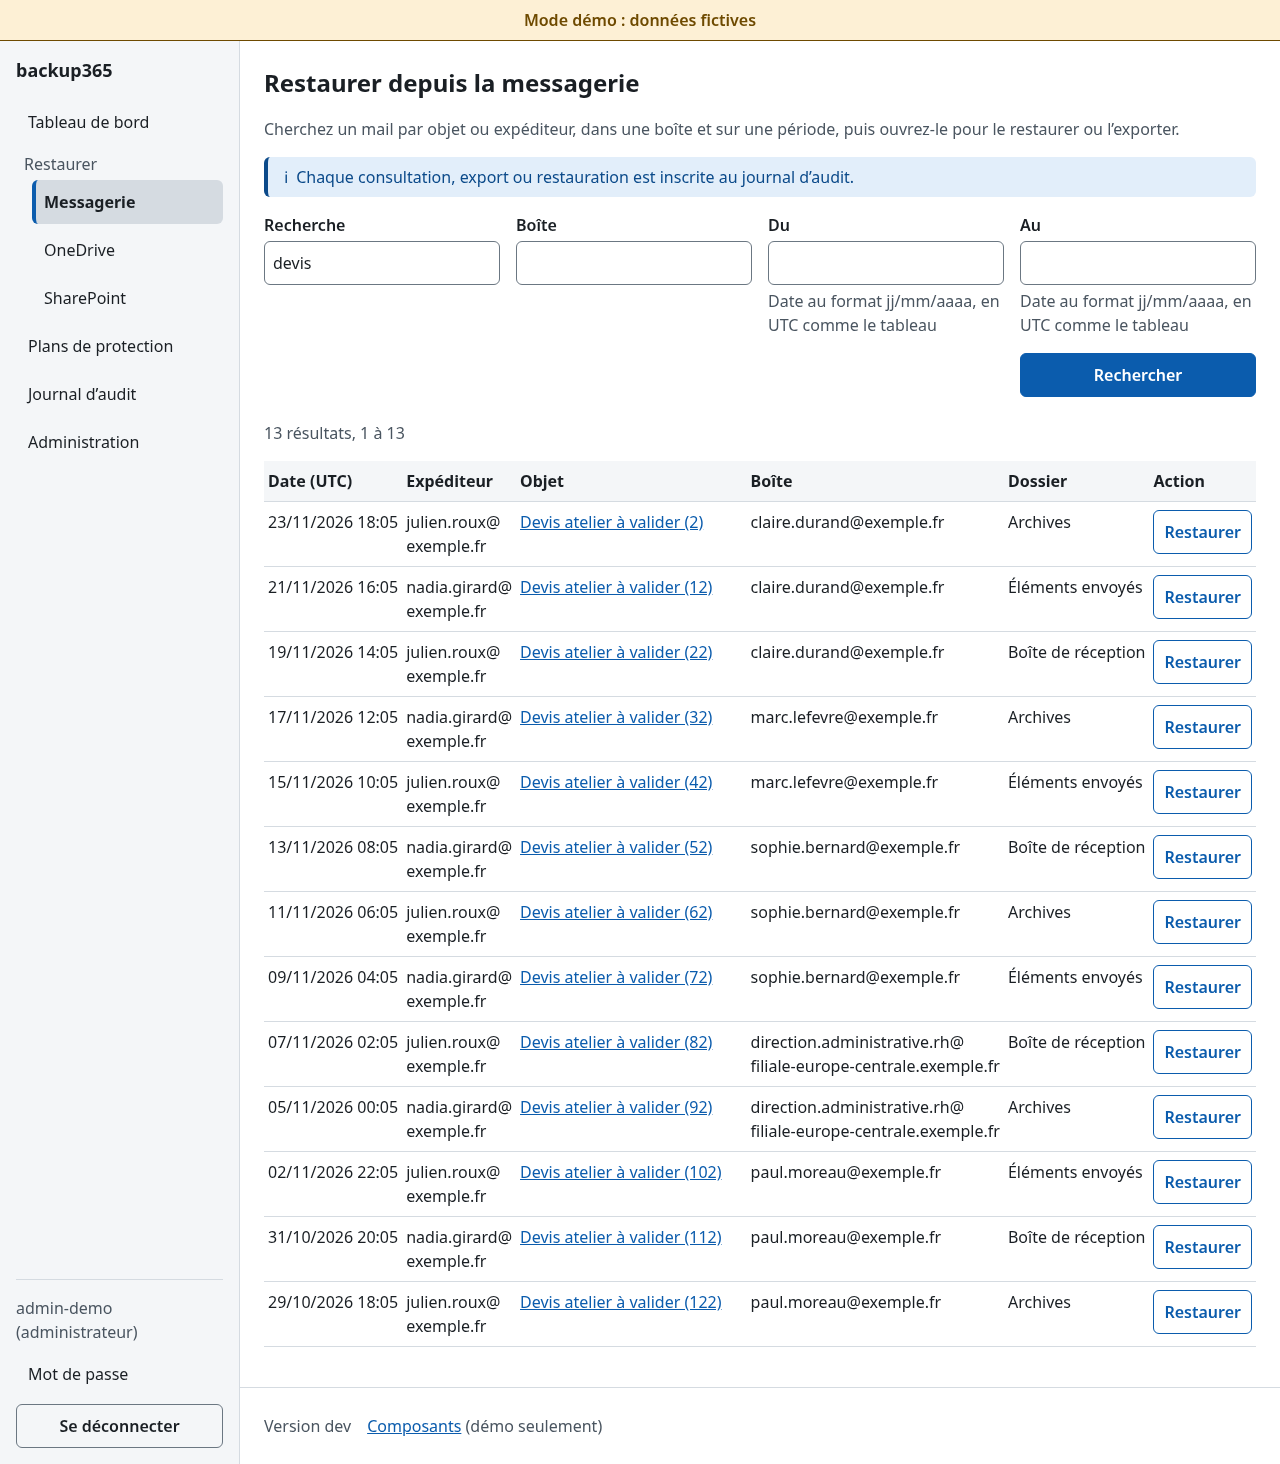 Mode démo : données fictives
backup365
Tableau de bord
Restaurer
Messagerie
OneDrive
SharePoint
Plans de protection
Journal d’audit
Administration
admin-demo
(administrateur)
Mot de passe
Se déconnecter
Restaurer depuis la messagerie
Cherchez un mail par objet ou expéditeur, dans une boîte et sur une période, puis ouvrez-le pour le restaurer ou l’exporter.
i Chaque consultation, export ou restauration est inscrite au journal d’audit.
Recherche Boîte Du Au
devis
Date au format jj/mm/aaaa, en Date au format jj/mm/aaaa, en
UTC comme le tableau UTC comme le tableau
Rechercher
13 résultats, 1 à 13
Date (UTC) Expéditeur Objet Boîte Dossier Action
23/11/2026 18:05 julien.roux@ Devis atelier à valider (2) claire.durand@exemple.fr Archives Restaurer
exemple.fr
21/11/2026 16:05 nadia.girard@ Devis atelier à valider (12) claire.durand@exemple.fr Éléments envoyés Restaurer
exemple.fr
19/11/2026 14:05 julien.roux@ Devis atelier à valider (22) claire.durand@exemple.fr Boîte de réception Restaurer
exemple.fr
17/11/2026 12:05 nadia.girard@ Devis atelier à valider (32) marc.lefevre@exemple.fr Archives Restaurer
exemple.fr
15/11/2026 10:05 julien.roux@ Devis atelier à valider (42) marc.lefevre@exemple.fr Éléments envoyés Restaurer
exemple.fr
13/11/2026 08:05 nadia.girard@ Devis atelier à valider (52) sophie.bernard@exemple.fr Boîte de réception Restaurer
exemple.fr
11/11/2026 06:05 julien.roux@ Devis atelier à valider (62) sophie.bernard@exemple.fr Archives Restaurer
exemple.fr
09/11/2026 04:05 nadia.girard@ Devis atelier à valider (72) sophie.bernard@exemple.fr Éléments envoyés Restaurer
exemple.fr
07/11/2026 02:05 julien.roux@ Devis atelier à valider (82) direction.administrative.rh@ Boîte de réception Restaurer
exemple.fr filiale-europe-centrale.exemple.fr
05/11/2026 00:05 nadia.girard@ Devis atelier à valider (92) direction.administrative.rh@ Archives Restaurer
exemple.fr filiale-europe-centrale.exemple.fr
02/11/2026 22:05 julien.roux@ Devis atelier à valider (102) paul.moreau@exemple.fr Éléments envoyés Restaurer
exemple.fr
31/10/2026 20:05 nadia.girard@ Devis atelier à valider (112) paul.moreau@exemple.fr Boîte de réception Restaurer
exemple.fr
29/10/2026 18:05 julien.roux@ Devis atelier à valider (122) paul.moreau@exemple.fr Archives Restaurer
exemple.fr
Version dev Composants (démo seulement)